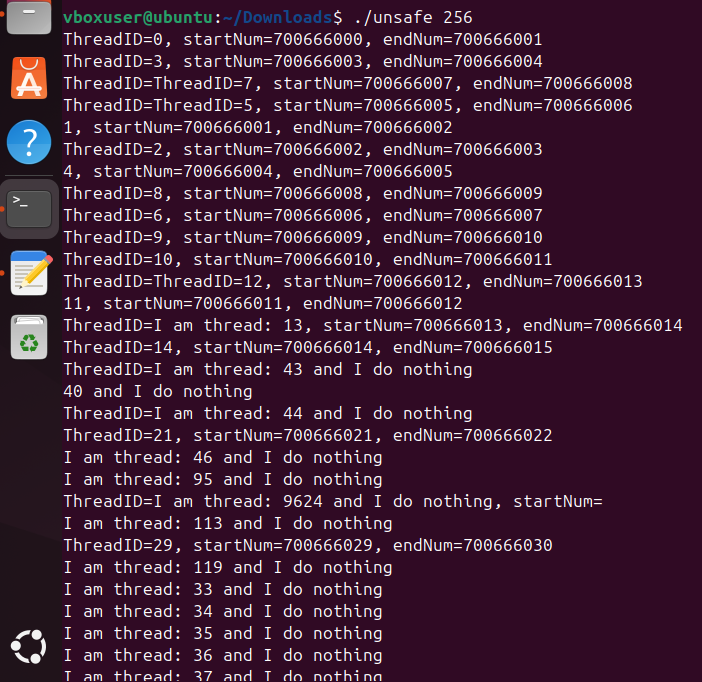 vboxuser@ubuntu:~/Downloads$ ./unsafe 256
ThreadID=0, startNum=700666000, endNum=700666001
ThreadID=3, startNum=700666003, endNum=700666004
ThreadID=ThreadID=7, startNum=700666007, endNum=700666008
ThreadID=ThreadID=5, startNum=700666005, endNum=700666006
1, startNum=700666001, endNum=700666002
ThreadID=2, startNum=700666002, endNum=700666003
4, startNum=700666004, endNum=700666005
ThreadID=8, startNum=700666008, endNum=700666009
ThreadID=6, startNum=700666006, endNum=700666007
ThreadID=9, startNum=700666009, endNum=700666010
ThreadID=10, startNum=700666010, endNum=700666011
ThreadID=ThreadID=12, startNum=700666012, endNum=700666013
11, startNum=700666011, endNum=700666012
ThreadID=I am thread: 13, startNum=700666013, endNum=700666014
ThreadID=14, startNum=700666014, endNum=700666015
ThreadID=I am thread: 43 and I do nothing
40 and I do nothing
ThreadID=I am thread: 44 and I do nothing
ThreadID=21, startNum=700666021, endNum=700666022
I am thread: 46 and I do nothing
I am thread: 95 and I do nothing
ThreadID=I am thread: 9624 and I do nothing, startNum=
I am thread: 113 and I do nothing
ThreadID=29, startNum=700666029, endNum=700666030
I am thread: 119 and I do nothing
I am thread: 33 and I do nothing
I am thread: 34 and I do nothing
I am thread: 35 and I do nothing
I am thread: 36 and I do nothing
I am thread: 37 and I do nothing